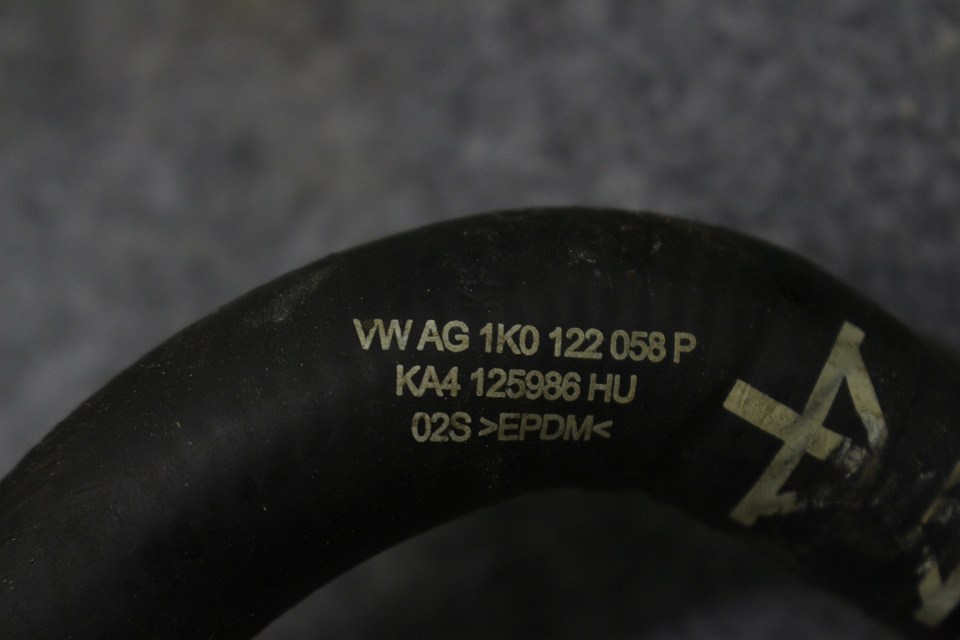 VW AG 1K0 122 058 P
KA4 125986 HU
02S >EPDM<